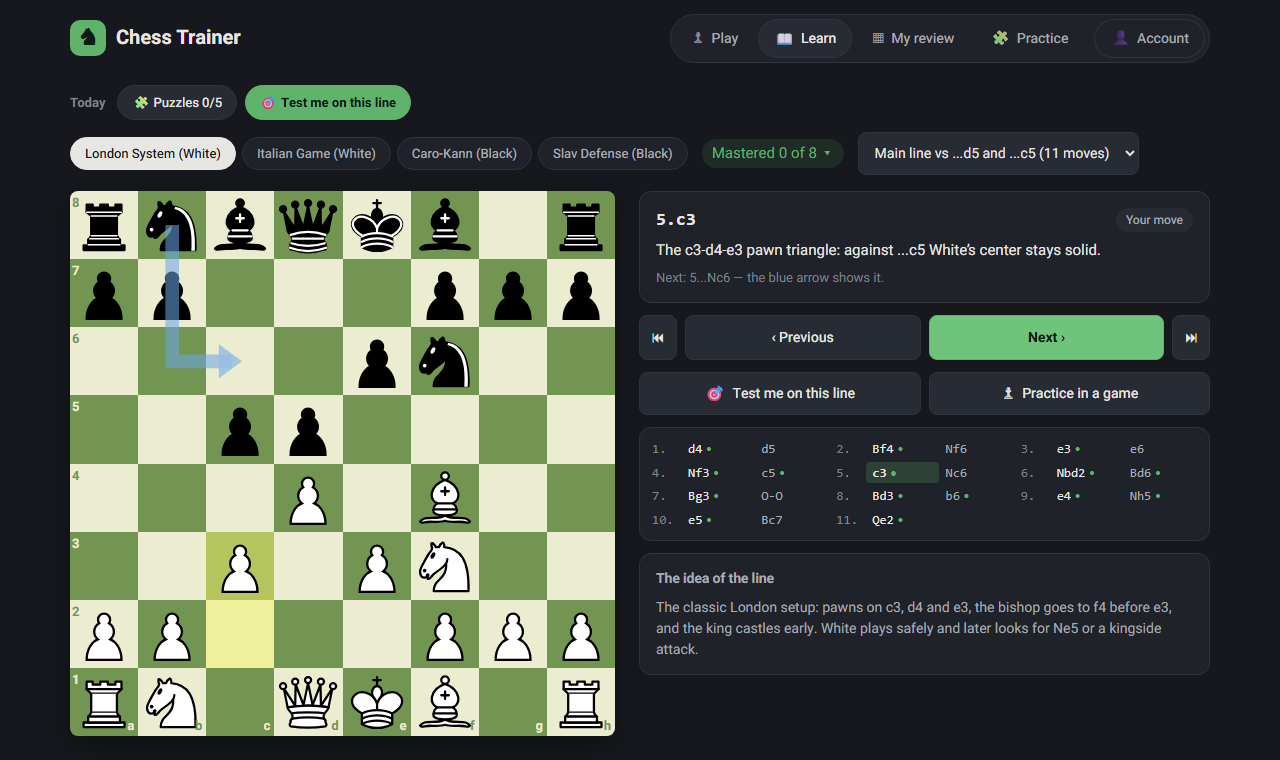 Chess Trainer
Play
Learn
My review
Practice
Account
Today
Puzzles 0/5
Test me on this line
London System (White)
Italian Game (White)
Caro-Kann (Black)
Slav Defense (Black)
Mastered 0 of 8
Main line vs ...d5 and ...c5 (11 moves)
8
7
6
5
4
3
2
1
a b c d e f g h
5.c3
Your move
The c3-d4-e3 pawn triangle: against ...c5 White's center stays solid.
Next: 5...Nc6 — the blue arrow shows it.
‹ Previous
Next ›
Test me on this line
Practice in a game
1. d4 • d5 2. Bf4 • Nf6 3. e3 • e6
4. Nf3 • c5 • 5. c3 • Nc6 6. Nbd2 • Bd6 •
7. Bg3 • O-O 8. Bd3 • b6 • 9. e4 • Nh5 •
10. e5 • Bc7 11. Qe2 •
The idea of the line
The classic London setup: pawns on c3, d4 and e3, the bishop goes to f4 before e3,
and the king castles early. White plays safely and later looks for Ne5 or a kingside
attack.